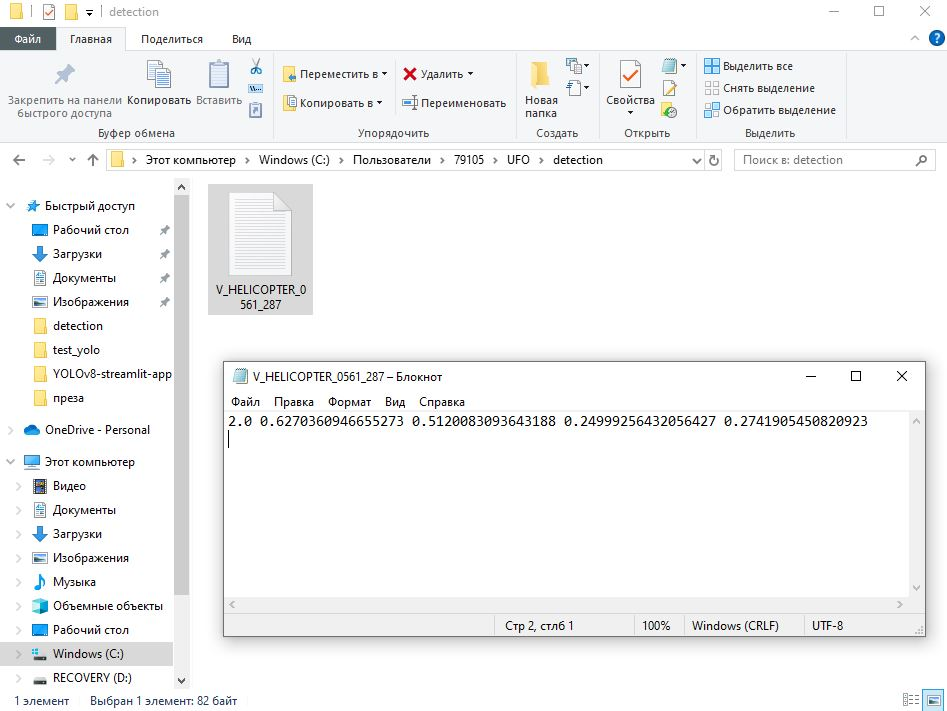 detection
Файл Главная Поделиться Вид
Закрепить на панели быстрого доступа
Копировать
Вставить
Переместить в
Копировать в
Удалить
Переименовать
Новая папка
Свойства
Выделить все
Снять выделение
Обратить выделение
Буфер обмена Упорядочить Создать Открыть Выделить
Этот компьютер Windows (C:) Пользователи 79105 UFO detection
Поиск в: detection
Быстрый доступ
Рабочий стол
Загрузки
Документы
Изображения
detection
test_yolo
YOLOv8-streamlit-app
преза
OneDrive - Personal
Этот компьютер
Видео
Документы
Загрузки
Изображения
Музыка
Объемные объекты
Рабочий стол
Windows (C:)
RECOVERY (D:)
V_HELICOPTER_0
561_287
V_HELICOPTER_0561_287 – Блокнот
Файл Правка Формат Вид Справка
2.0 0.6270360946655273 0.5120083093643188 0.24999256432056427 0.2741905450820923
Стр 2, стлб 1 100% Windows (CRLF) UTF-8
1 элемент Выбран 1 элемент: 82 байт